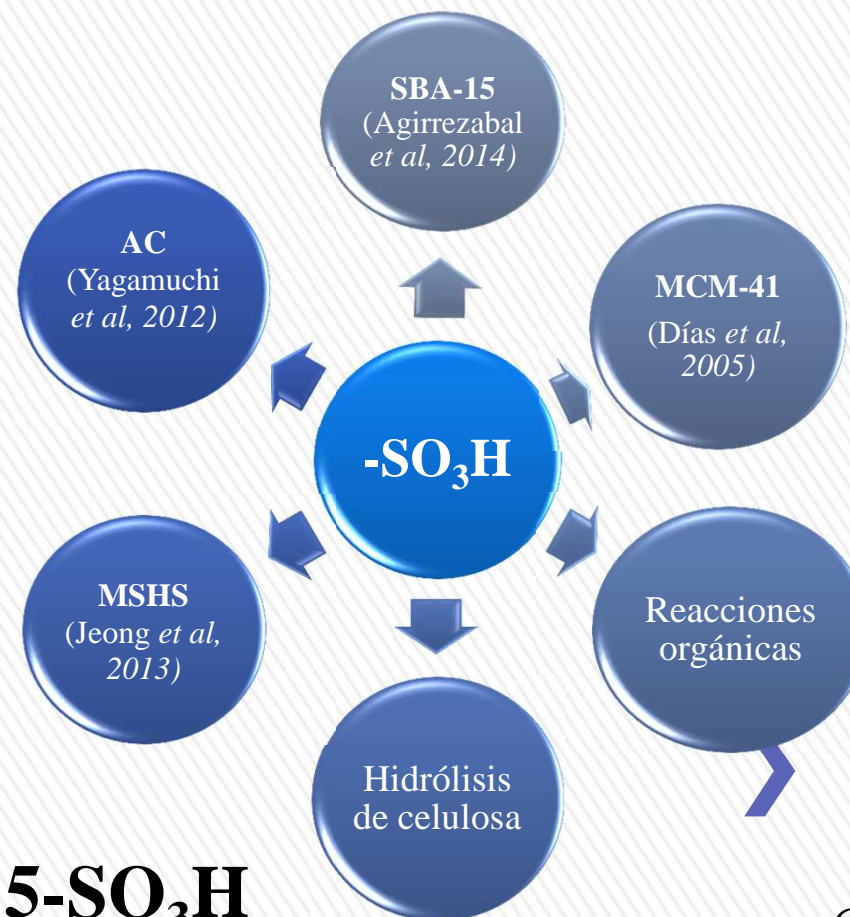 SBA-15
(Agirrezabal
et al, 2014)
AC
(Yagamuchi
et al, 2012)
MCM-41
(Días et al,
2005)
-SO₃H
MSHS
(Jeong et al,
2013)
Reacciones
orgánicas
Hidrólisis
de celulosa
5-SO₃H